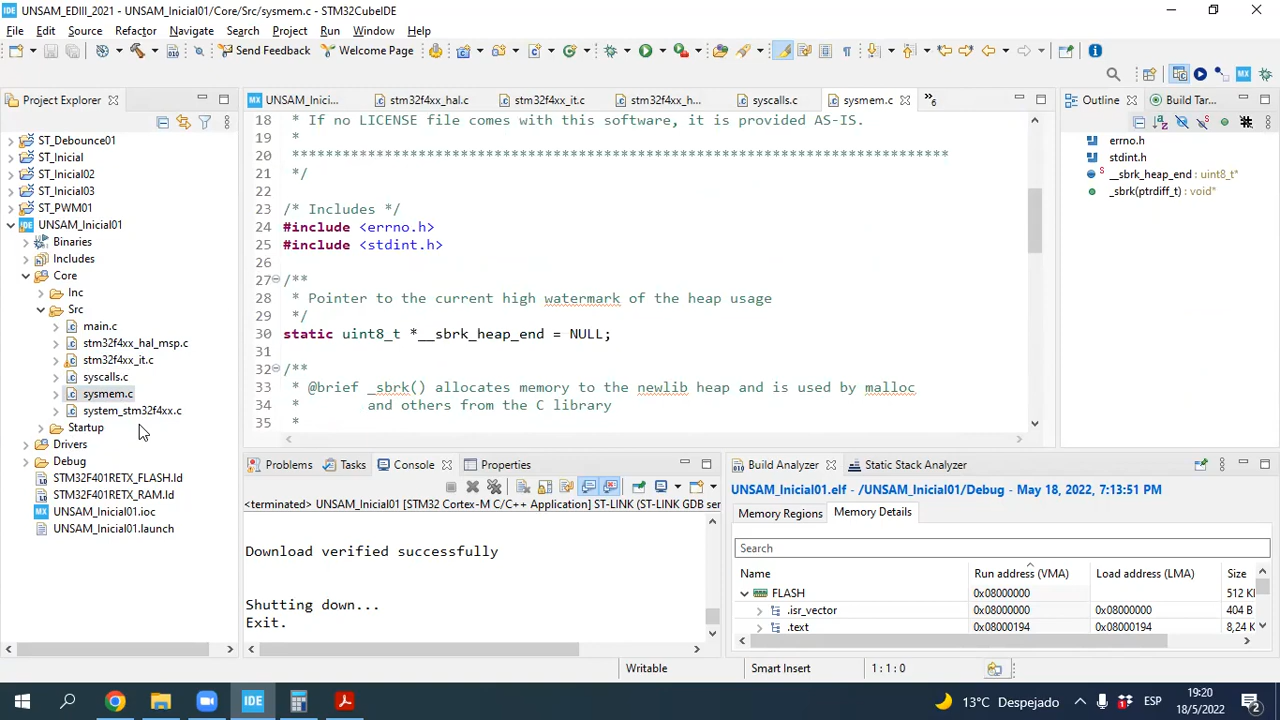 IDE UNSAM_EDIII_2021 - UNSAM_Inicial01/Core/Src/sysmem.c - STM32CubeIDE
File Edit Source Refactor Navigate Search Project Run Window Help
Send Feedback Welcome Page
Project Explorer
ST_Debounce01
ST_Inicial
ST_Inicial02
ST_Inicial03
ST_PWM01
UNSAM_Inicial01
Binaries
Includes
Core
Inc
Src
main.c
stm32f4xx_hal_msp.c
stm32f4xx_it.c
syscalls.c
sysmem.c
system_stm32f4xx.c
Startup
Drivers
Debug
STM32F401RETX_FLASH.ld
STM32F401RETX_RAM.ld
UNSAM_Inicial01.ioc
UNSAM_Inicial01.launch
UNSAM_Inici... stm32f4xx_hal.c stm32f4xx_it.c stm32f4xx_h... syscalls.c sysmem.c »6
18 * If no LICENSE file comes with this software, it is provided AS-IS.
19 *
20 ******************************************************************************
21 */
22
23 /* Includes */
24 #include <errno.h>
25 #include <stdint.h>
26
27 /**
28 * Pointer to the current high watermark of the heap usage
29 */
30 static uint8_t *__sbrk_heap_end = NULL;
31
32 /**
33 * @brief _sbrk() allocates memory to the newlib heap and is used by malloc
34 * and others from the C library
35 *
Outline Build Tar...
errno.h
stdint.h
__sbrk_heap_end : uint8_t*
_sbrk(ptrdiff_t) : void*
Problems Tasks Console Properties
<terminated> UNSAM_Inicial01 [STM32 Cortex-M C/C++ Application] ST-LINK (ST-LINK GDB serv
Download verified successfully
Shutting down...
Exit.
Build Analyzer Static Stack Analyzer
UNSAM_Inicial01.elf - /UNSAM_Inicial01/Debug - May 18, 2022, 7:13:51 PM
Memory Regions Memory Details
Search
Name Run address (VMA) Load address (LMA) Size
FLASH 0x08000000 512 KI
.isr_vector 0x08000000 0x08000000 404 B
.text 0x08000194 0x08000194 8,24 K
Writable Smart Insert 1 : 1 : 0
IDE 13°C Despejado ESP 19:20
18/5/2022 2